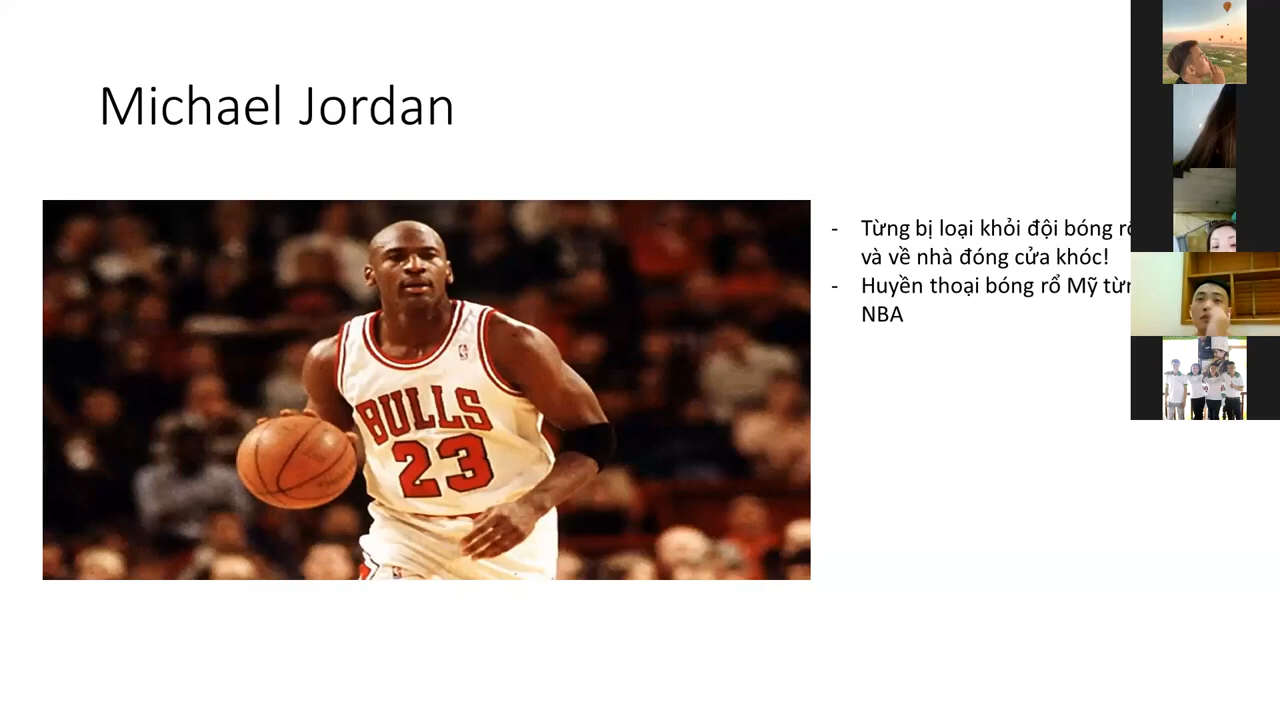 Michael Jordan
BULLS
23
- Từng bị loại khỏi đội bóng
và về nhà đóng cửa khóc!
- Huyền thoại bóng rổ Mỹ
NBA